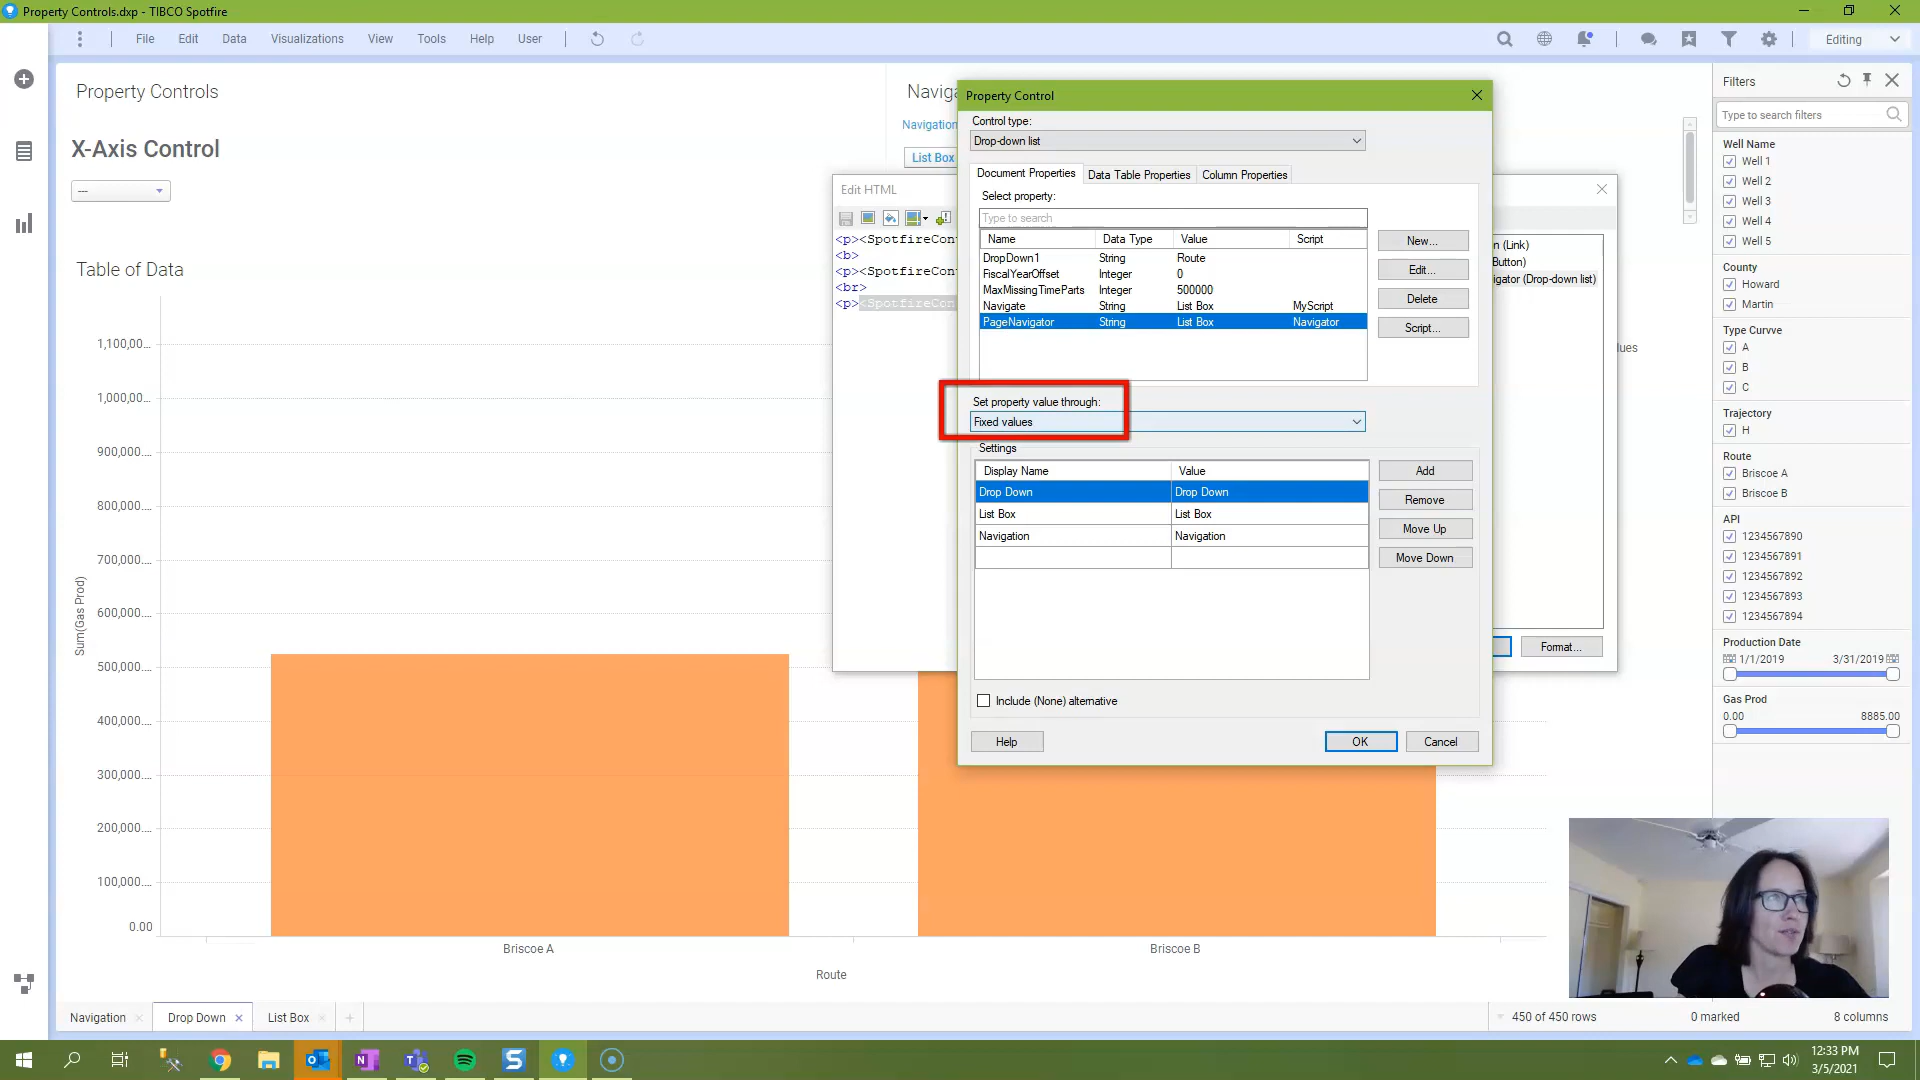 Property Controls.dxp - TIBCO Spotfire
File Edit Data Visualizations View Tools Help User
Editing
Property Controls
X-Axis Control
---
Table of Data
Naviga
Navigation
List Box
Edit HTML
<p><SpotfireCont
<b>
<p><SpotfireCont
<br>
<p><SpotfireCon
n (Link)
Button)
igator (Drop-down list)
lues
Format...
Property Control
Control type:
Drop-down list
Document Properties Data Table Properties Column Properties
Select property:
Type to search
Name Data Type Value Script
DropDown1 String Route
FiscalYearOffset Integer 0
MaxMissingTimeParts Integer 500000
Navigate String List Box MyScript
PageNavigator String List Box Navigator
New...
Edit...
Delete
Script...
Set property value through:
Fixed values
Settings
Display Name Value
Drop Down Drop Down
List Box List Box
Navigation Navigation
Add
Remove
Move Up
Move Down
Include (None) alternative
Help OK Cancel
1,100,00...
1,000,00...
900,000....
800,000....
700,000....
600,000....
500,000....
400,000....
300,000....
200,000....
100,000....
0.00
Sum(Gas Prod)
Briscoe A Briscoe B
Route
Filters
Type to search filters
Well Name
Well 1
Well 2
Well 3
Well 4
Well 5
County
Howard
Martin
Type Curvve
A
B
C
Trajectory
H
Route
Briscoe A
Briscoe B
API
1234567890
1234567891
1234567892
1234567893
1234567894
Production Date
1/1/2019 3/31/2019
Gas Prod
0.00 8885.00
Navigation Drop Down List Box
450 of 450 rows 0 marked 8 columns
12:33 PM
3/5/2021